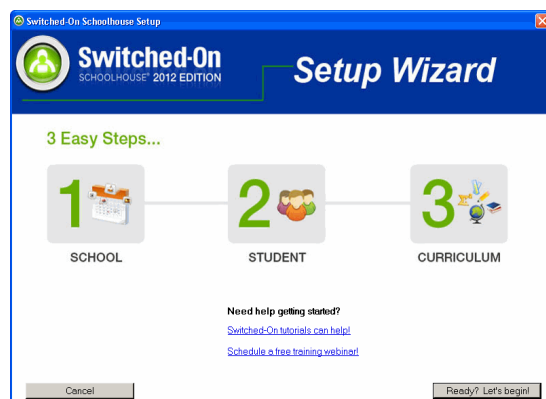 Switched-On Schoolhouse Setup
Switched-On
SCHOOLHOUSE® 2012 EDITION
Setup Wizard
3 Easy Steps...
1 2 3
SCHOOL STUDENT CURRICULUM
Need help getting started?
Switched-On tutorials can help!
Schedule a free training webinar!
Cancel Ready? Let's begin!